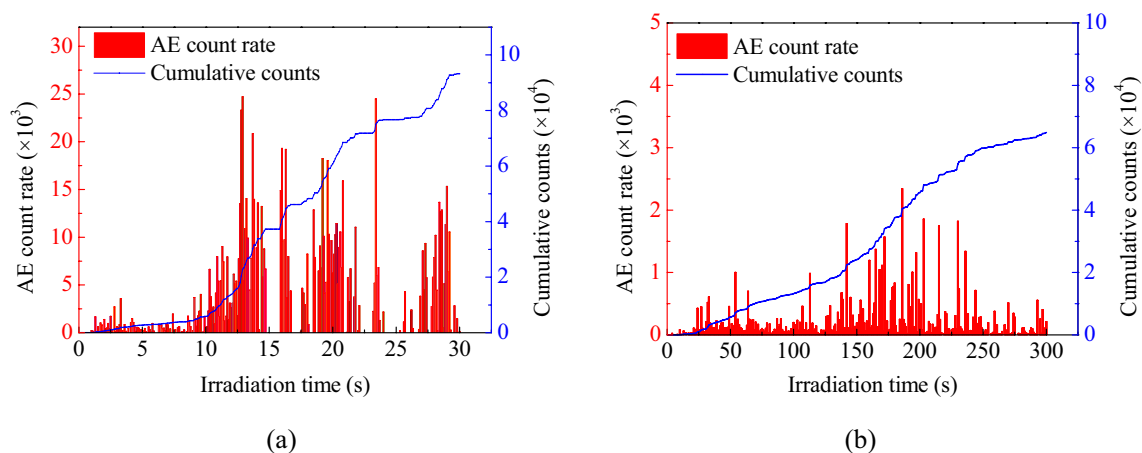 AE count rate
Cumulative counts
AE count rate (×10³)
0
5
10
15
20
25
30
0
2
4
6
8
10
Cumulative counts (×10⁴)
0 5 10 15 20 25 30
Irradiation time (s)
(a)
AE count rate
Cumulative counts
AE count rate (×10³)
0
1
2
3
4
5
0
2
4
6
8
10
Cumulative counts (×10⁴)
0 50 100 150 200 250 300
Irradiation time (s)
(b)